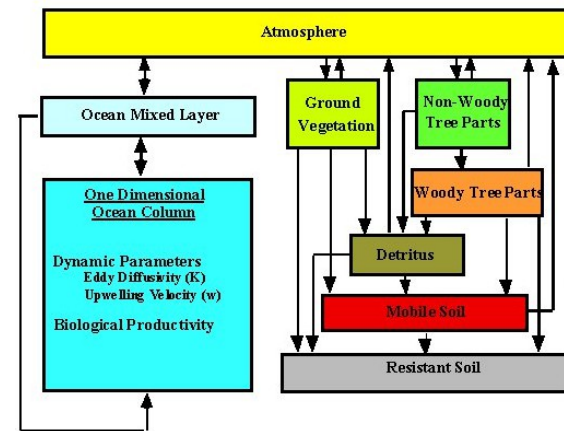 Atmosphere
Ocean Mixed Layer
Ground
Vegetation
Non-Woody
Tree Parts
One Dimensional
Ocean Column
Woody Tree Parts
Dynamic Parameters
Eddy Diffusivity (K)
Upwelling Velocity (w)
Biological Productivity
Detritus
Mobile Soil
Resistant Soil